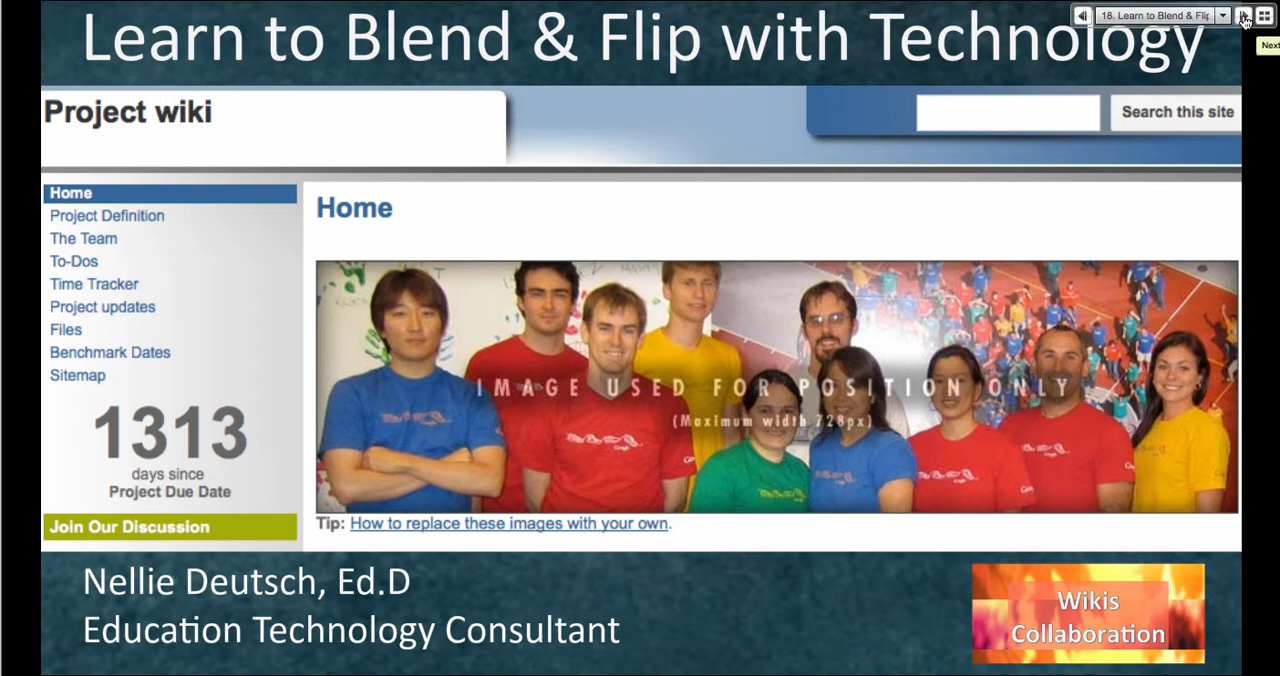 18. Learn to Blend & Flip
Next
Learn to Blend & Flip with Technology
Project wiki
Search this site
Home
Project Definition
The Team
To-Dos
Time Tracker
Project updates
Files
Benchmark Dates
Sitemap
1313
days since
Project Due Date
Join Our Discussion
Home
IMAGE USED FOR POSITION ONLY
(Maximum width 728px)
Tip: How to replace these images with your own.
Nellie Deutsch, Ed.D
Education Technology Consultant
Wikis
Collaboration